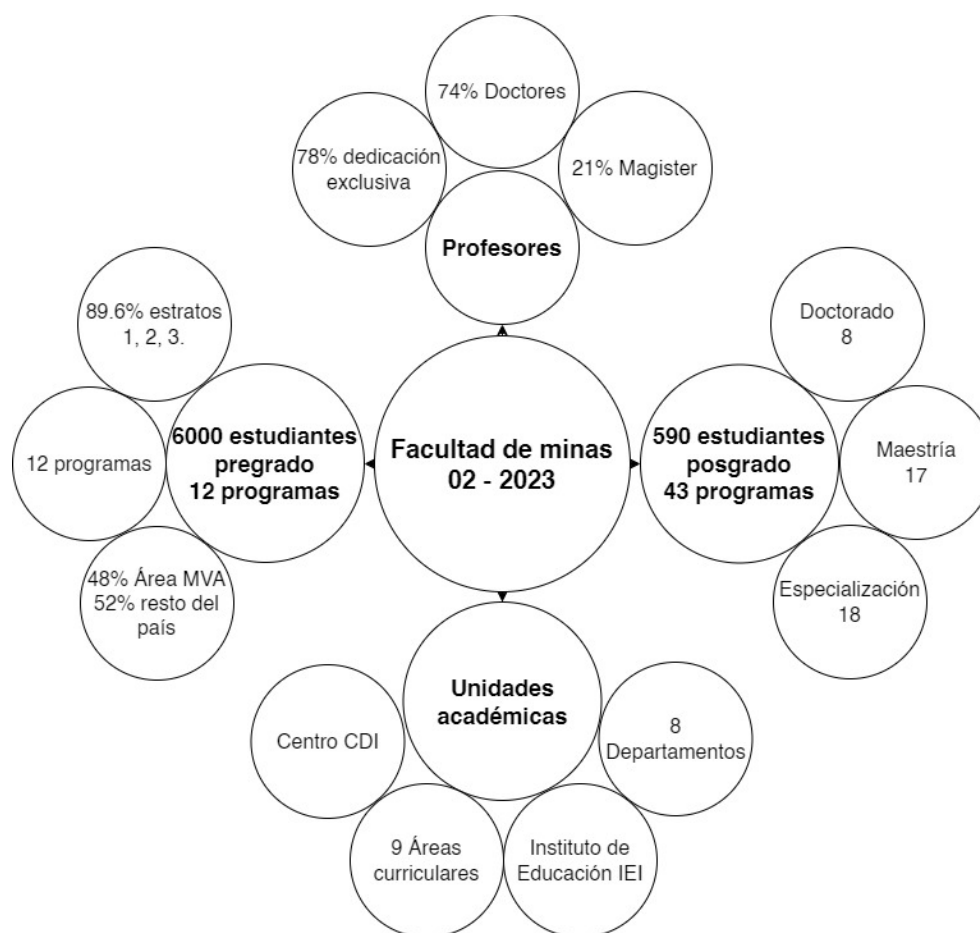 74% Doctores
78% dedicación
exclusiva
21% Magister
Profesores
89.6% estratos
1, 2, 3.
12 programas
48% Área MVA
52% resto del
país
6000 estudiantes
pregrado
12 programas
Facultad de minas
02 - 2023
590 estudiantes
posgrado
43 programas
Doctorado
8
Maestría
17
Especialización
18
Unidades
académicas
Centro CDI
9 Áreas
curriculares
Instituto de
Educación IEI
8
Departamentos